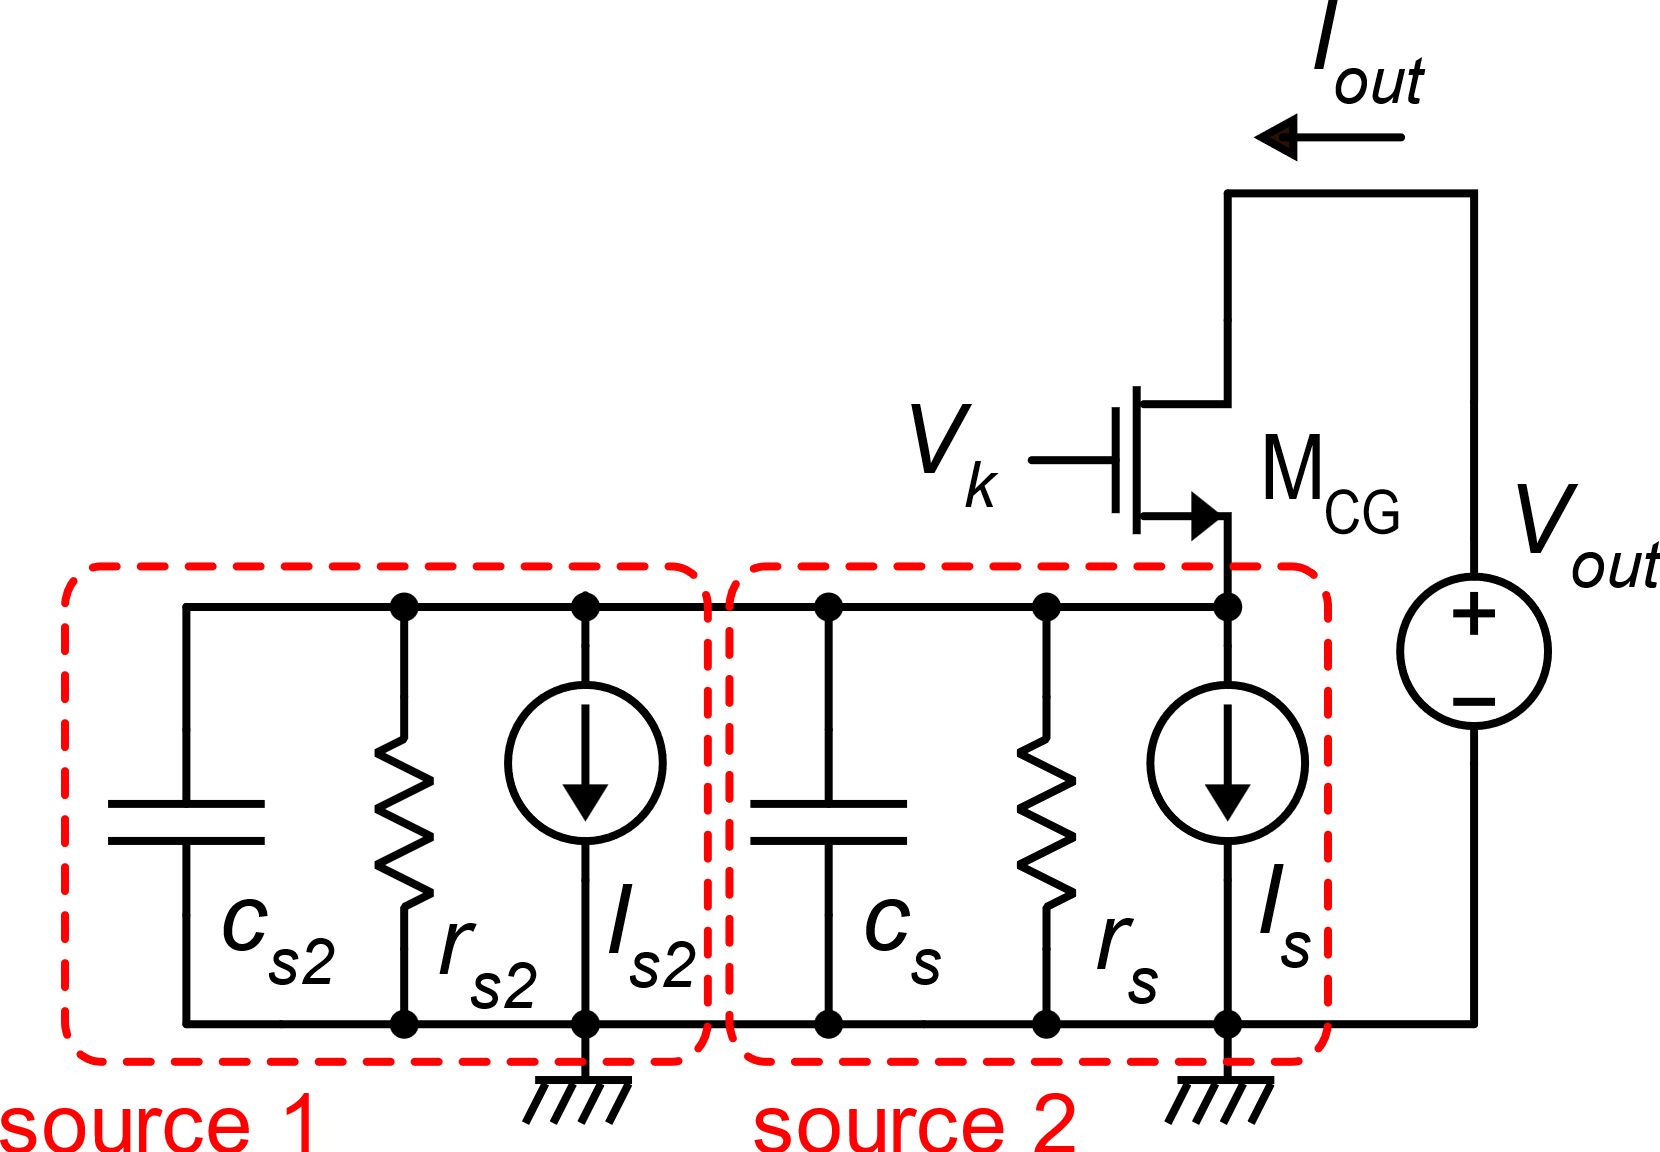 Iout
Vk
MCG
Vout
+
−
cs2
rs2
Is2
cs
rs
Is
source 1
source 2